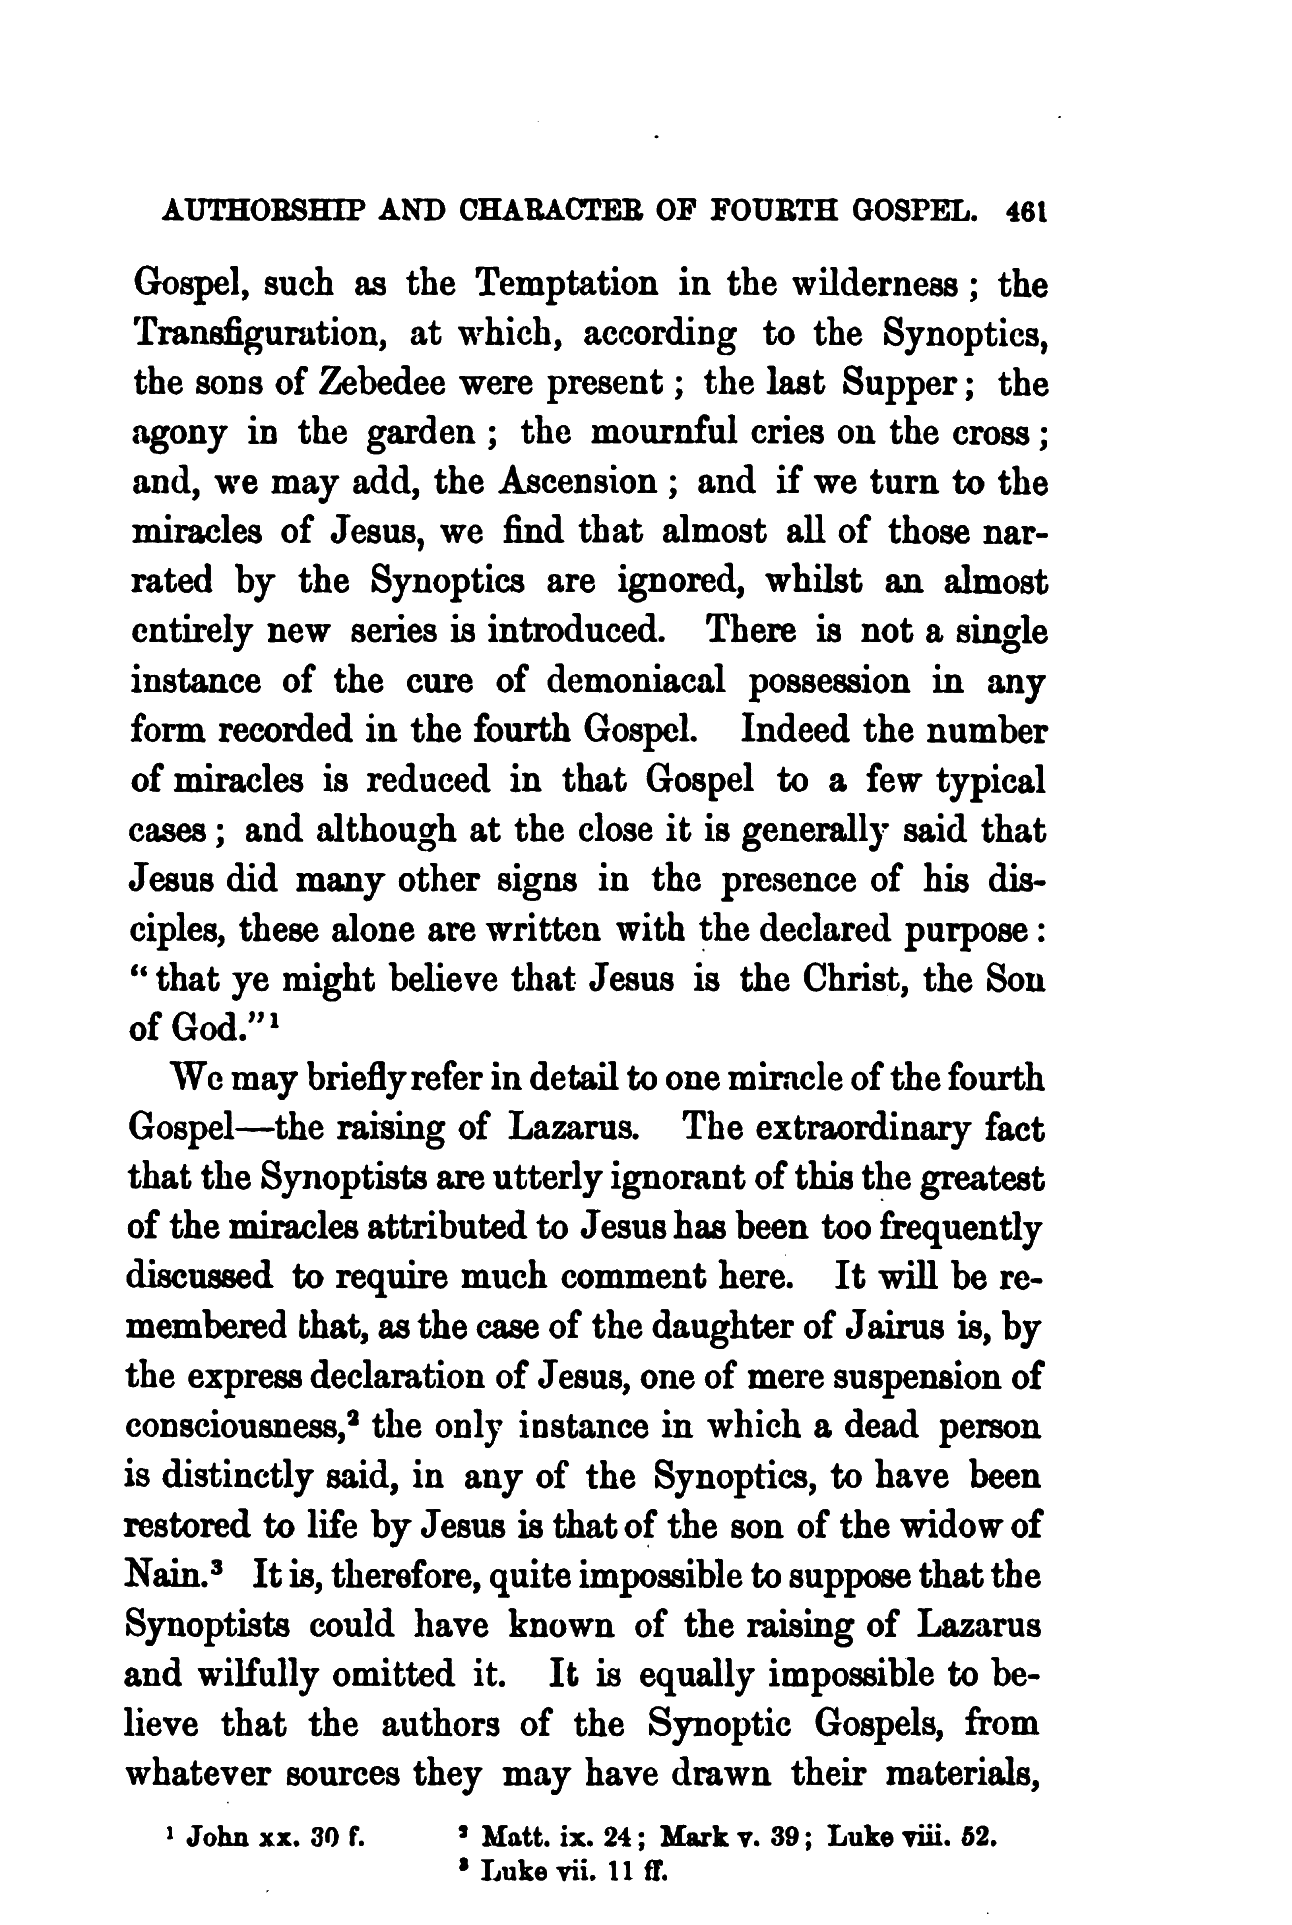 AUTHORSHIP AND CHARACTER OF FOURTH GOSPEL. 461
Gospel, such as the Temptation in the wilderness ; the
Transfiguration, at which, according to the Synoptics,
the sons of Zebedee were present ; the last Supper ; the
agony in the garden ; the mournful cries on the cross ;
and, we may add, the Ascension ; and if we turn to the
miracles of Jesus, we find that almost all of those nar-
rated by the Synoptics are ignored, whilst an almost
entirely new series is introduced. There is not a single
instance of the cure of demoniacal possession in any
form recorded in the fourth Gospel. Indeed the number
of miracles is reduced in that Gospel to a few typical
cases ; and although at the close it is generally said that
Jesus did many other signs in the presence of his dis-
ciples, these alone are written with the declared purpose :
“ that ye might believe that Jesus is the Christ, the Son
of God.”¹
We may briefly refer in detail to one miracle of the fourth
Gospel—the raising of Lazarus. The extraordinary fact
that the Synoptists are utterly ignorant of this the greatest
of the miracles attributed to Jesus has been too frequently
discussed to require much comment here. It will be re-
membered that, as the case of the daughter of Jairus is, by
the express declaration of Jesus, one of mere suspension of
consciousness,² the only instance in which a dead person
is distinctly said, in any of the Synoptics, to have been
restored to life by Jesus is that of the son of the widow of
Nain.³ It is, therefore, quite impossible to suppose that the
Synoptists could have known of the raising of Lazarus
and wilfully omitted it. It is equally impossible to be-
lieve that the authors of the Synoptic Gospels, from
whatever sources they may have drawn their materials,
¹ John xx. 30 f. ² Matt. ix. 24 ; Mark v. 39 ; Luke viii. 52.
³ Luke vii. 11 ff.